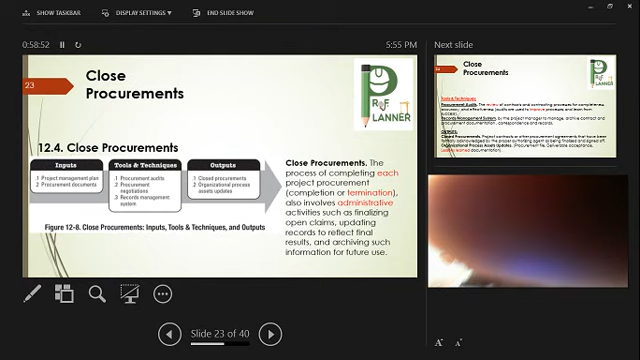 SHOW TASKBAR
DISPLAY SETTINGS ▾
END SLIDE SHOW
0:58:52
5:55 PM
Next slide
23
Close
Procurements
PROF
PLANNER
12.4. Close Procurements
Inputs
.1 Project management plan
.2 Procurement documents
Tools & Techniques
.1 Procurement audits
.2 Procurement
negotiations
.3 Records management
system
Outputs
.1 Closed procurements
.2 Organizational process
assets updates
Figure 12-8. Close Procurements: Inputs, Tools & Techniques, and Outputs
Close Procurements. The
process of completing each
project procurement
(completion or termination),
also involves administrative
activities such as finalizing
open claims, updating
records to reflect final
results, and archiving such
information for future use.
Close
Procurements
Tools & Techniques:
Slide 23 of 40